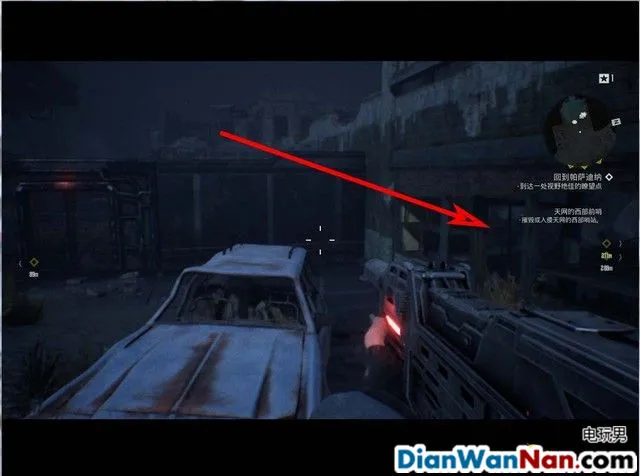 1
回到帕萨迪纳
·到达一处视野绝佳的瞭望点
天网的西部前哨
·摧毁或入侵天网的西部哨站。
89m
208m
电玩男
DianWanNan.com